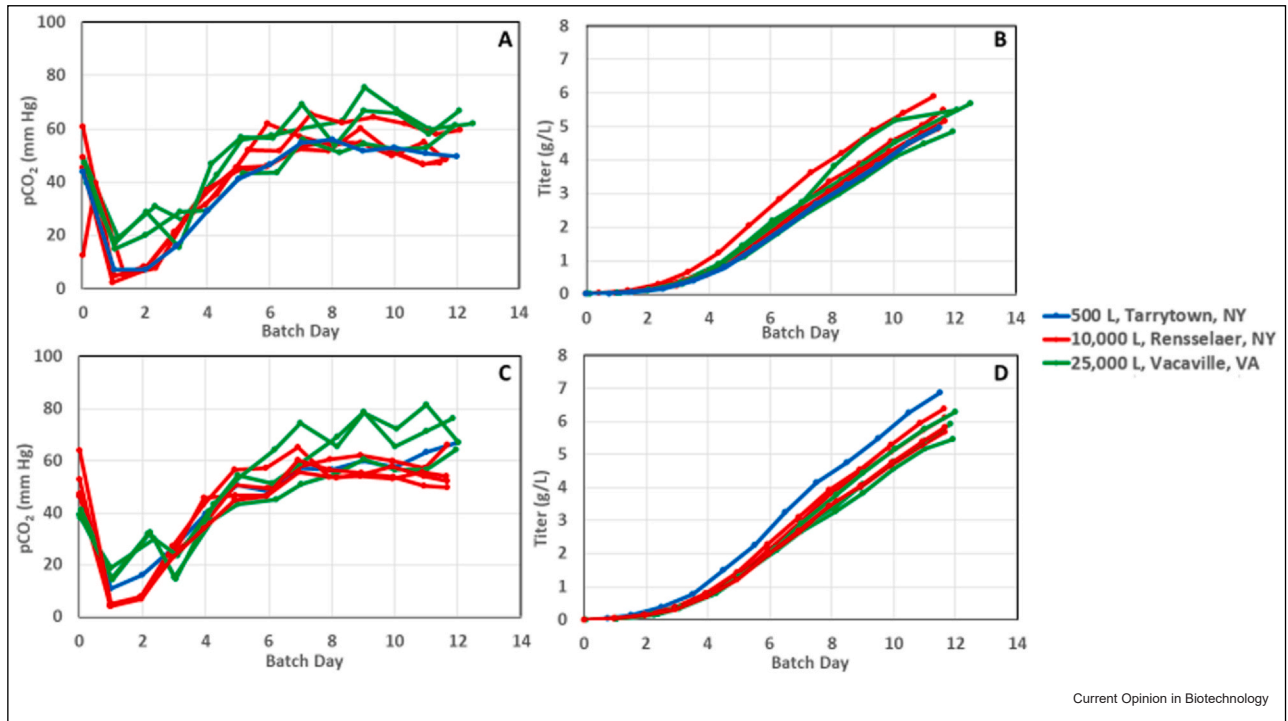 A
100
80
60
40
20
0
pCO₂ (mm Hg)
0 2 4 6 8 10 12 14
Batch Day
B
8
7
6
5
4
3
2
1
0
Titer (g/L)
0 2 4 6 8 10 12 14
Batch Day
500 L, Tarrytown, NY
10,000 L, Rensselaer, NY
25,000 L, Vacaville, VA
C
100
80
60
40
20
0
pCO₂ (mm Hg)
0 2 4 6 8 10 12 14
Batch Day
D
8
7
6
5
4
3
2
1
0
Titer (g/L)
0 2 4 6 8 10 12 14
Batch Day
Current Opinion in Biotechnology